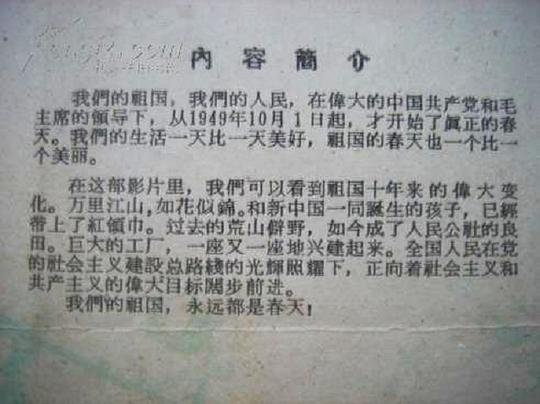 內容簡介
我們的祖国，我們的人民，在偉大的中国共产党和毛
主席的領导下，从1949年10月1日起，才开始了眞正的春
天。我們的生活一天比一天美好，祖国的春天也一个比一
个美丽。
在这部影片里，我們可以看到祖国十年来的偉大变
化。万里江山，如花似錦。和新中国一同誕生的孩子，已經
带上了紅領巾。过去的荒山僻野，如今成了人民公社的良
田。巨大的工厂，一座又一座地兴建起来。全国人民在党
的社会主义建設总路綫的光輝照耀下，正向着社会主义和
共产主义的偉大目标闊步前进。
我們的祖国，永远都是春天！